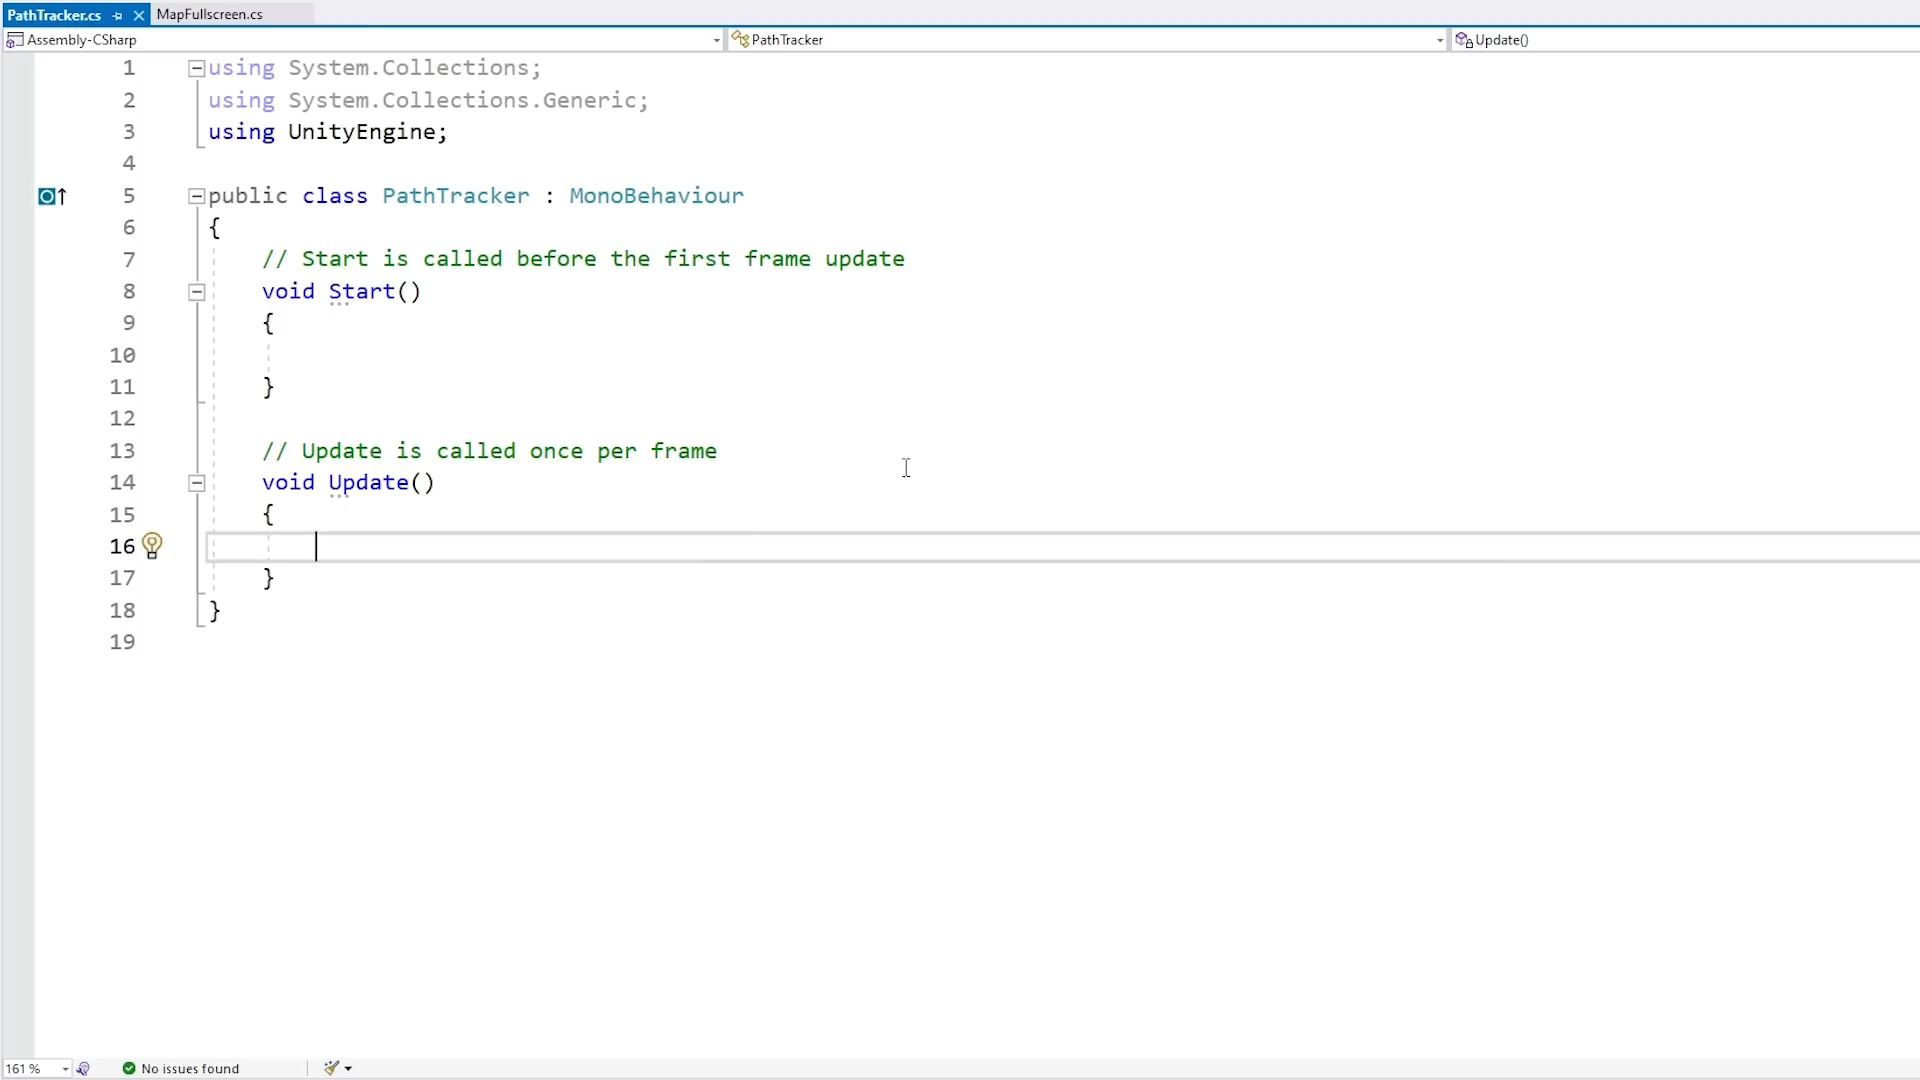 PathTracker.cs MapFullscreen.cs
Assembly-CSharp PathTracker Update()
1 using System.Collections;
2 using System.Collections.Generic;
3 using UnityEngine;
4
5 public class PathTracker : MonoBehaviour
6 {
7 // Start is called before the first frame update
8 void Start()
9 {
10
11 }
12
13 // Update is called once per frame
14 void Update()
15 {
16
17 }
18 }
19
161 % No issues found